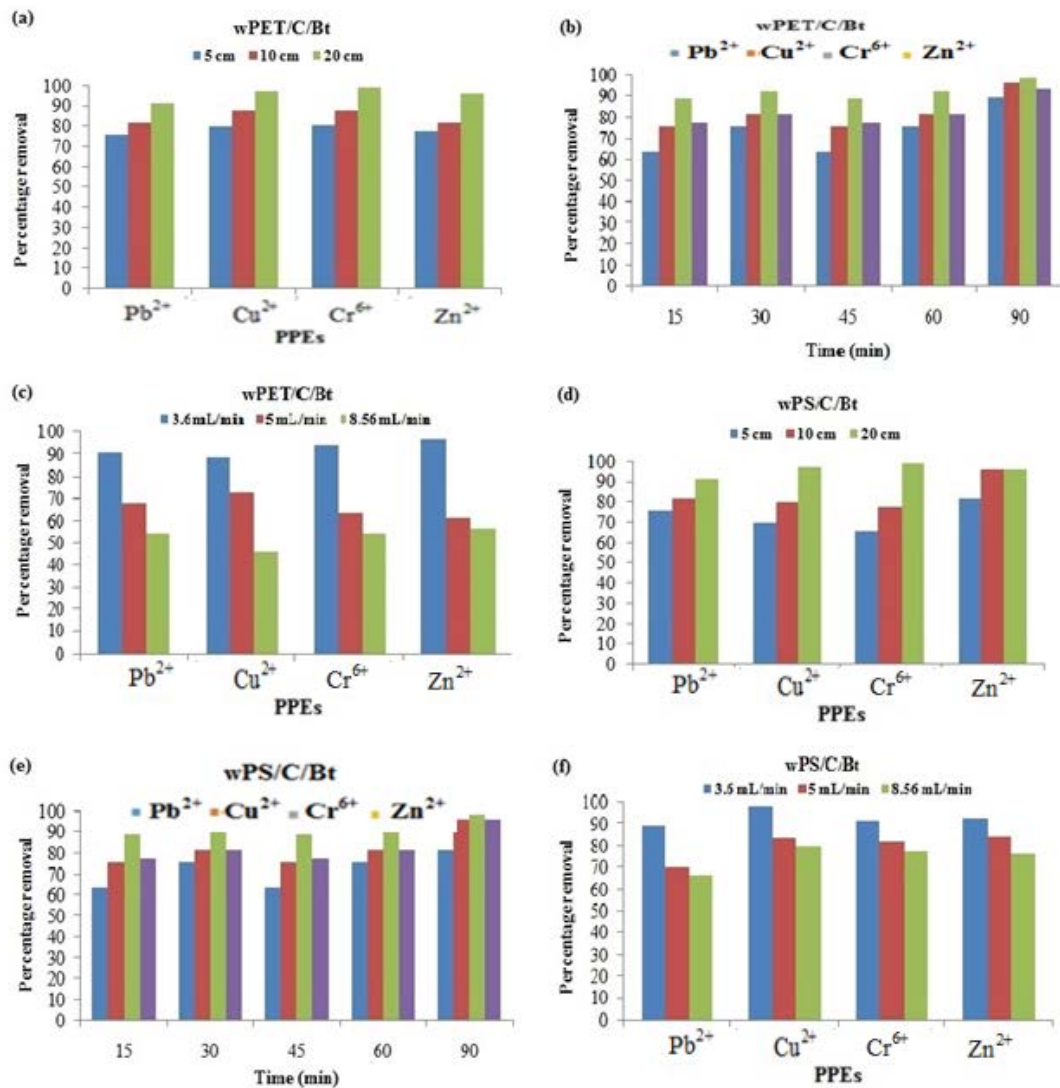 (a)
wPET/C/Bt
5 cm 10 cm 20 cm
Percentage removal
100
90
80
70
60
50
40
30
20
10
0
Pb2+ Cu2+ Cr6+ Zn2+
PPEs
(b)
wPET/C/Bt
Pb2+ Cu2+ Cr6+ Zn2+
Percentage removal
100
90
80
70
60
50
40
30
20
10
0
15 30 45 60 90
Time (min)
(c)
wPET/C/Bt
3.6 mL/min 5 mL/min 8.56 mL/min
Percentage removal
100
90
80
70
60
50
40
30
20
10
0
Pb2+ Cu2+ Cr6+ Zn2+
PPEs
(d)
wPS/C/Bt
5 cm 10 cm 20 cm
Percentage removal
100
90
80
70
60
50
40
30
20
10
0
Pb2+ Cu2+ Cr6+ Zn2+
PPEs
(e)
wPS/C/Bt
Pb2+ Cu2+ Cr6+ Zn2+
Percentage removal
100
90
80
70
60
50
40
30
20
10
0
15 30 45 60 90
Time (min)
(f)
wPS/C/Bt
3.6 mL/min 5 mL/min 8.56 mL/min
Percentage removal
100
90
80
70
60
50
40
30
20
10
0
Pb2+ Cu2+ Cr6+ Zn2+
PPEs